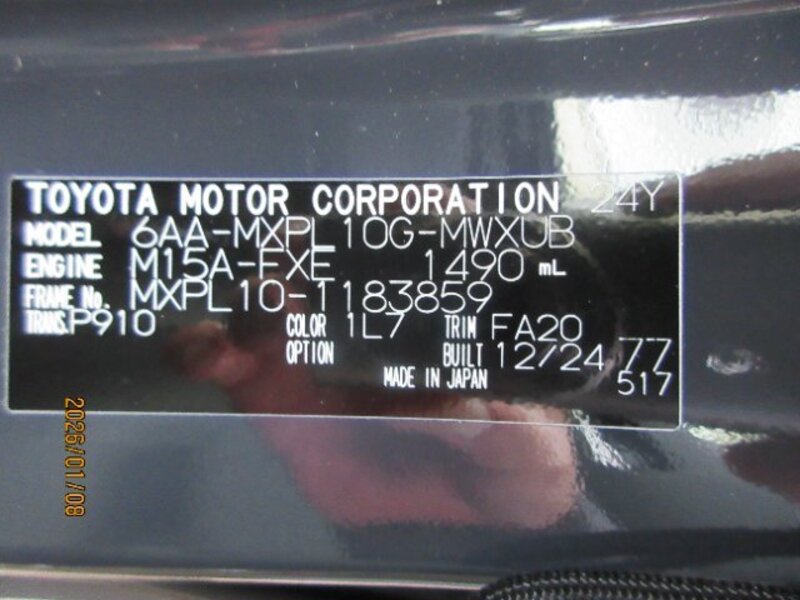 TOYOTA MOTOR CORPORATION 24Y
MODEL 6AA-MXPL10G-MWXUB
ENGINE M15A-FXE 1490 mL
FRAME No. MXPL10-1183859
TRANS. P910 COLOR 1L7 TRIM FA20
OPTION BUILT 12/24 77
MADE IN JAPAN 517
2026/01/08